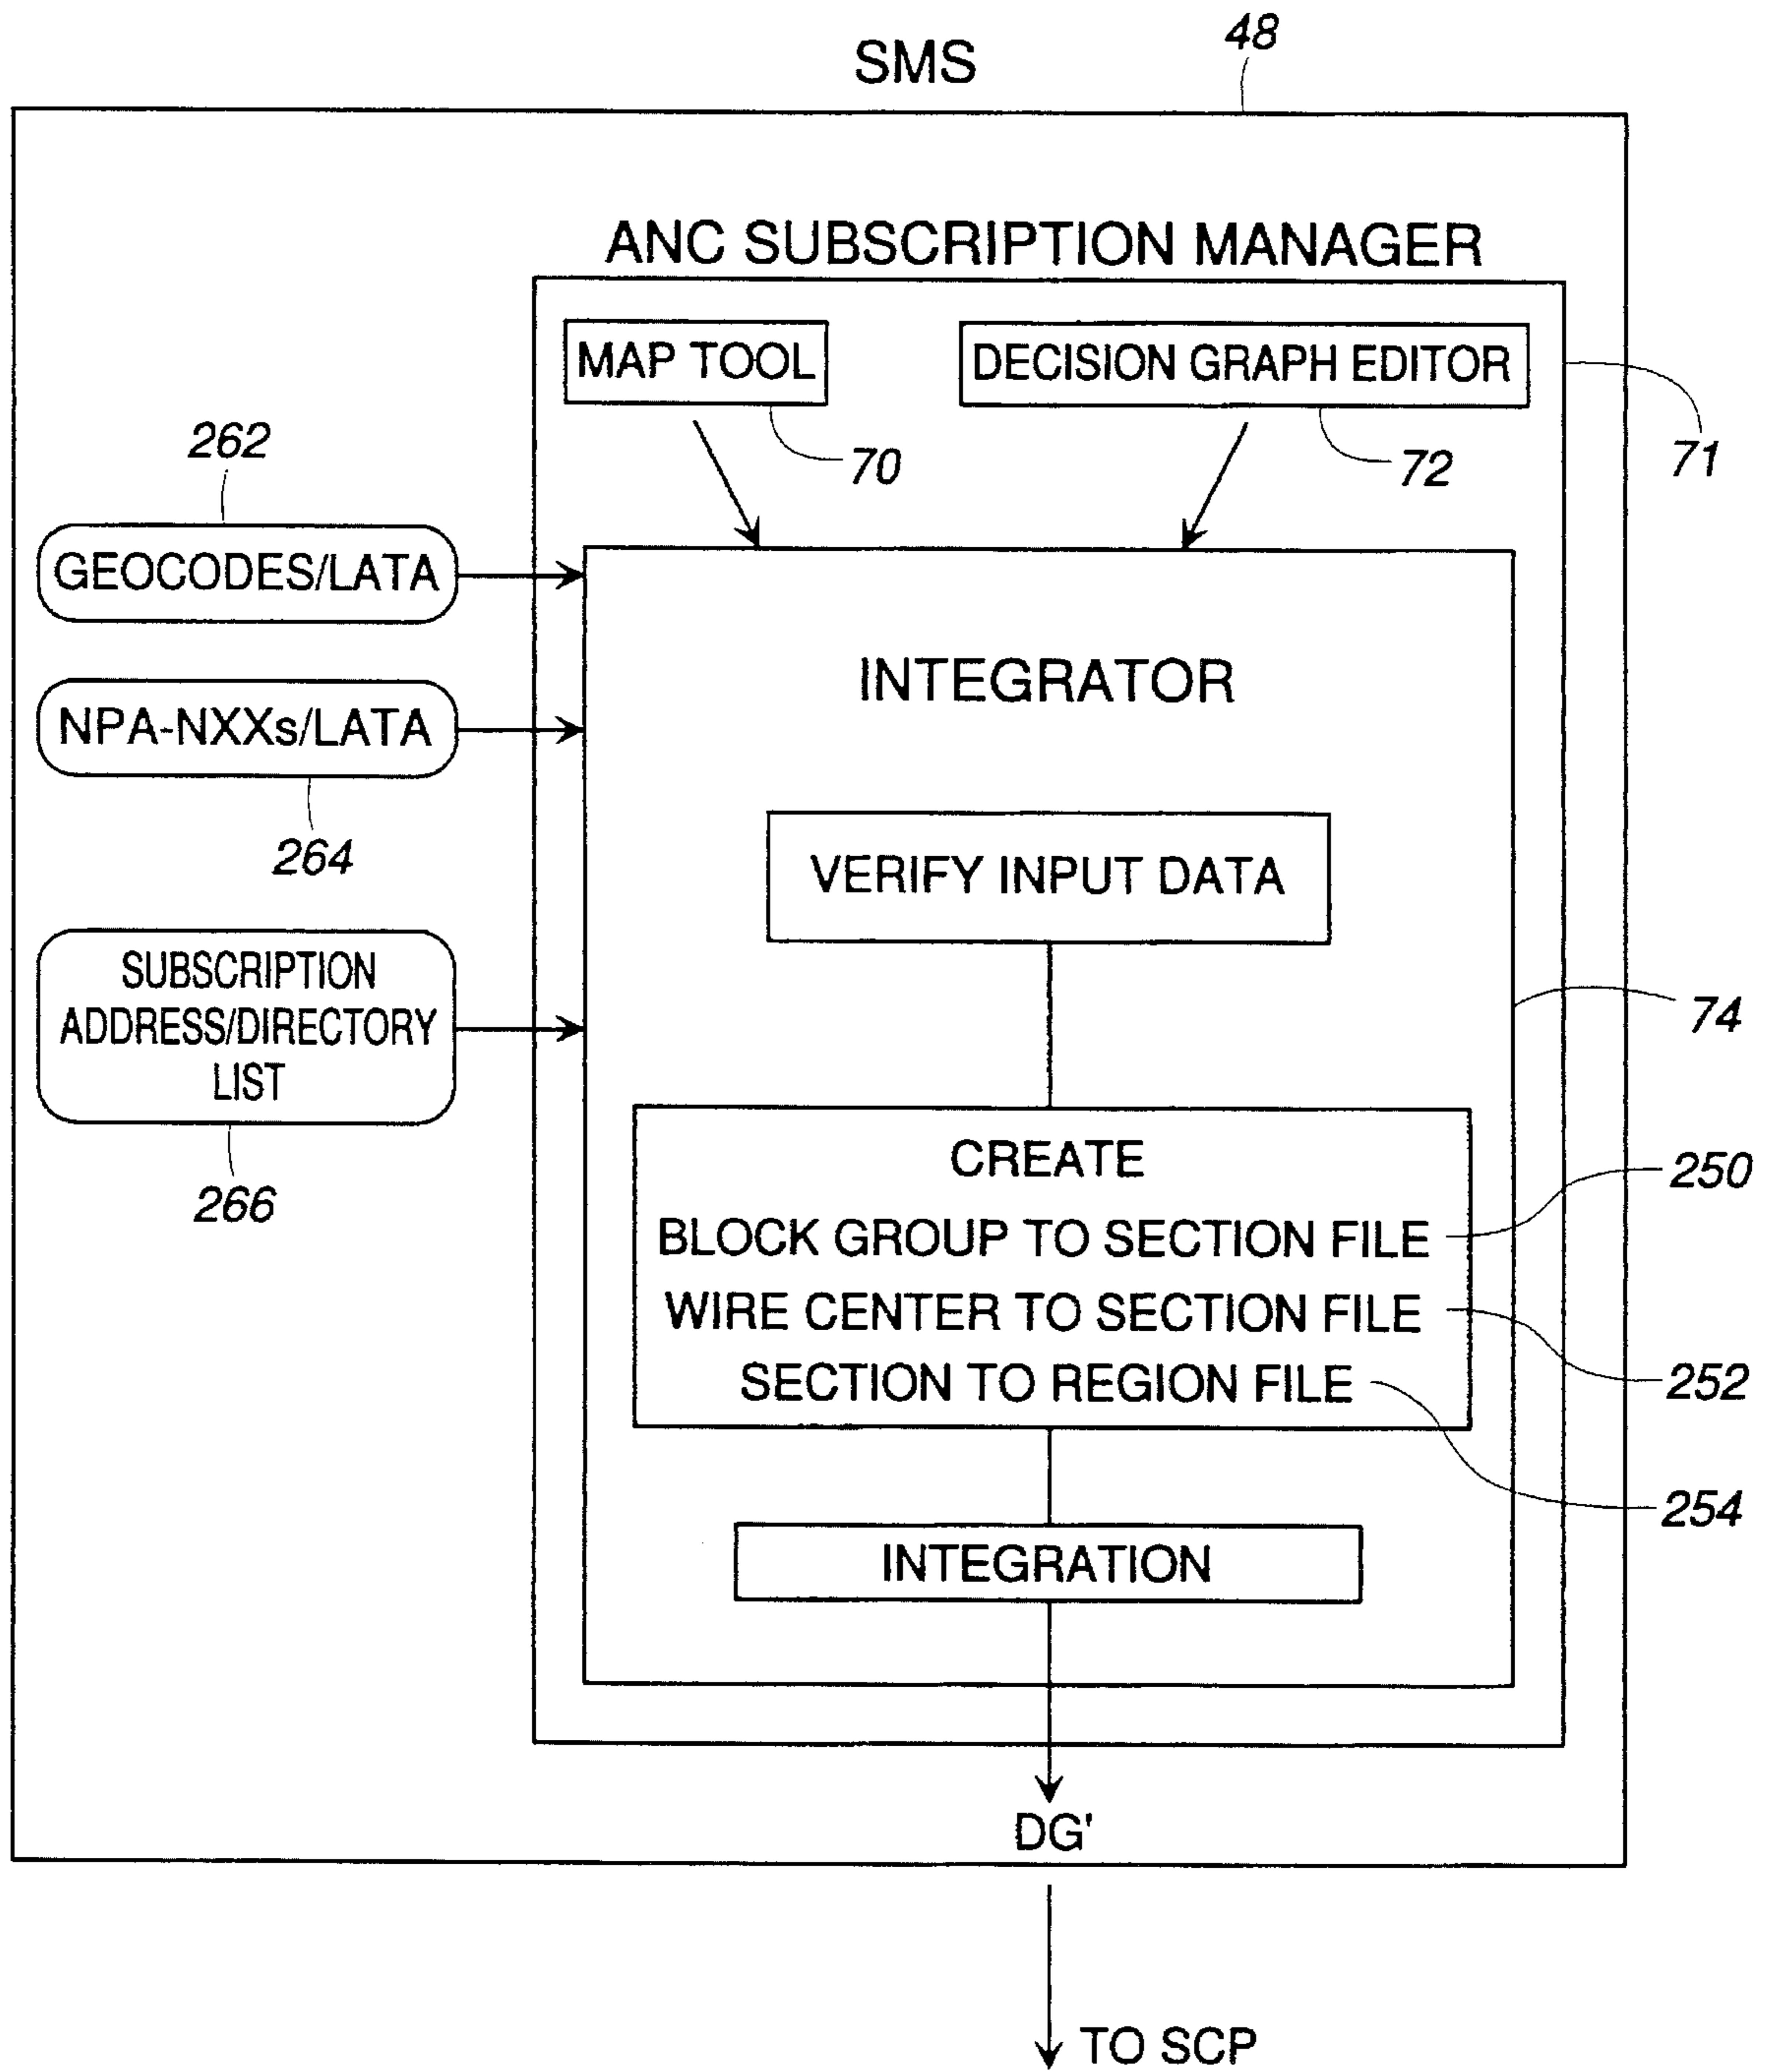 48
SMS
ANC SUBSCRIPTION MANAGER
MAP TOOL
DECISION GRAPH EDITOR
70
72
71
262
GEOCODES/LATA
INTEGRATOR
NPA-NXXs/LATA
264
VERIFY INPUT DATA
SUBSCRIPTION
ADDRESS/DIRECTORY
LIST
74
266
CREATE
250
BLOCK GROUP TO SECTION FILE
WIRE CENTER TO SECTION FILE
252
SECTION TO REGION FILE
254
INTEGRATION
DG'
TO SCP